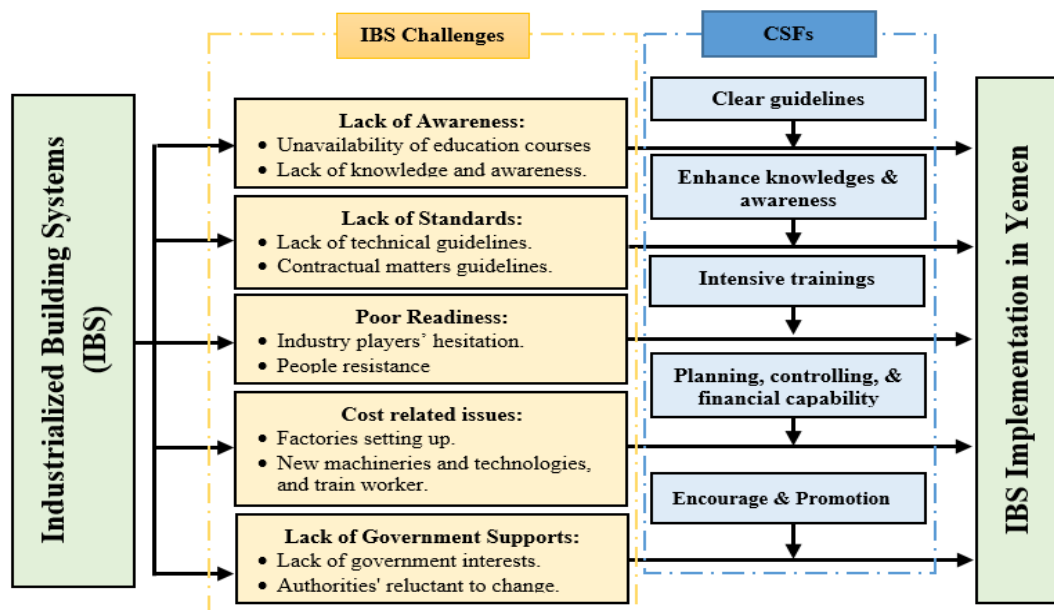 IBS Challenges
CSFs
Industrialized Building Systems
(IBS)
Lack of Awareness:
• Unavailability of education courses
• Lack of knowledge and awareness.
Lack of Standards:
• Lack of technical guidelines.
• Contractual matters guidelines.
Poor Readiness:
• Industry players’ hesitation.
• People resistance
Cost related issues:
• Factories setting up.
• New machineries and technologies,
and train worker.
Lack of Government Supports:
• Lack of government interests.
• Authorities' reluctant to change.
Clear guidelines
Enhance knowledges &
awareness
Intensive trainings
Planning, controlling, &
financial capability
Encourage & Promotion
IBS Implementation in Yemen